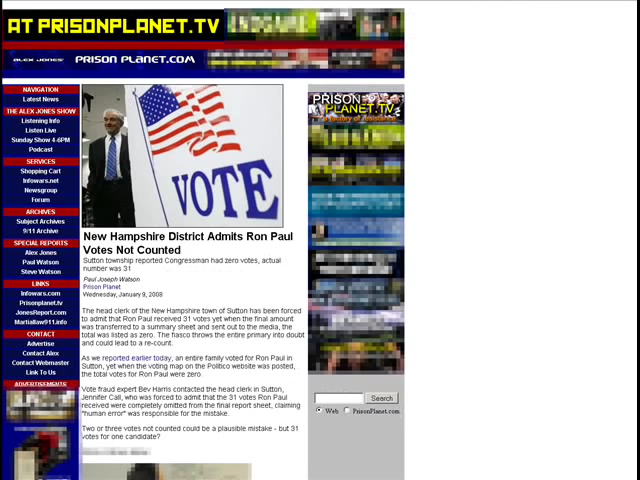 AT PRISONPLANET.TV
ENDGAME
ALEX JONES' PRISON PLANET.COM
NAVIGATION
Latest News
THE ALEX JONES SHOW
Listening Info
Listen Live
Sunday Show 4-6PM
Podcast
SERVICES
Shopping Cart
Infowars.net
Newsgroup
Forum
ARCHIVES
Subject Archives
9/11 Archive
SPECIAL REPORTS
Alex Jones
Paul Watson
Steve Watson
LINKS
Infowars.com
Prisonplanet.tv
JonesReport.com
Martiallaw911.info
CONTACT
Advertise
Contact Alex
Contact Webmaster
Link To Us
ADVERTISEMENTS
VOTE
New Hampshire District Admits Ron Paul
Votes Not Counted
Sutton township reported Congressman had zero votes, actual
number was 31
Paul Joseph Watson
Prison Planet
Wednesday, January 9, 2008
The head clerk of the New Hampshire town of Sutton has been forced
to admit that Ron Paul received 31 votes yet when the final amount
was transferred to a summary sheet and sent out to the media, the
total was listed as zero. The fiasco throws the entire primary into doubt
and could lead to a re-count.
As we reported earlier today, an entire family voted for Ron Paul in
Sutton, yet when the voting map on the Politico website was posted,
the total votes for Ron Paul were zero.
Vote fraud expert Bev Harris contacted the head clerk in Sutton,
Jennifer Call, who was forced to admit that the 31 votes Ron Paul
received were completely omitted from the final report sheet, claiming
"human error" was responsible for the mistake.
Two or three votes not counted could be a plausible mistake - but 31
votes for one candidate?
PRISON
PLANET.TV
a factory of resistance
Search
Web PrisonPlanet.com